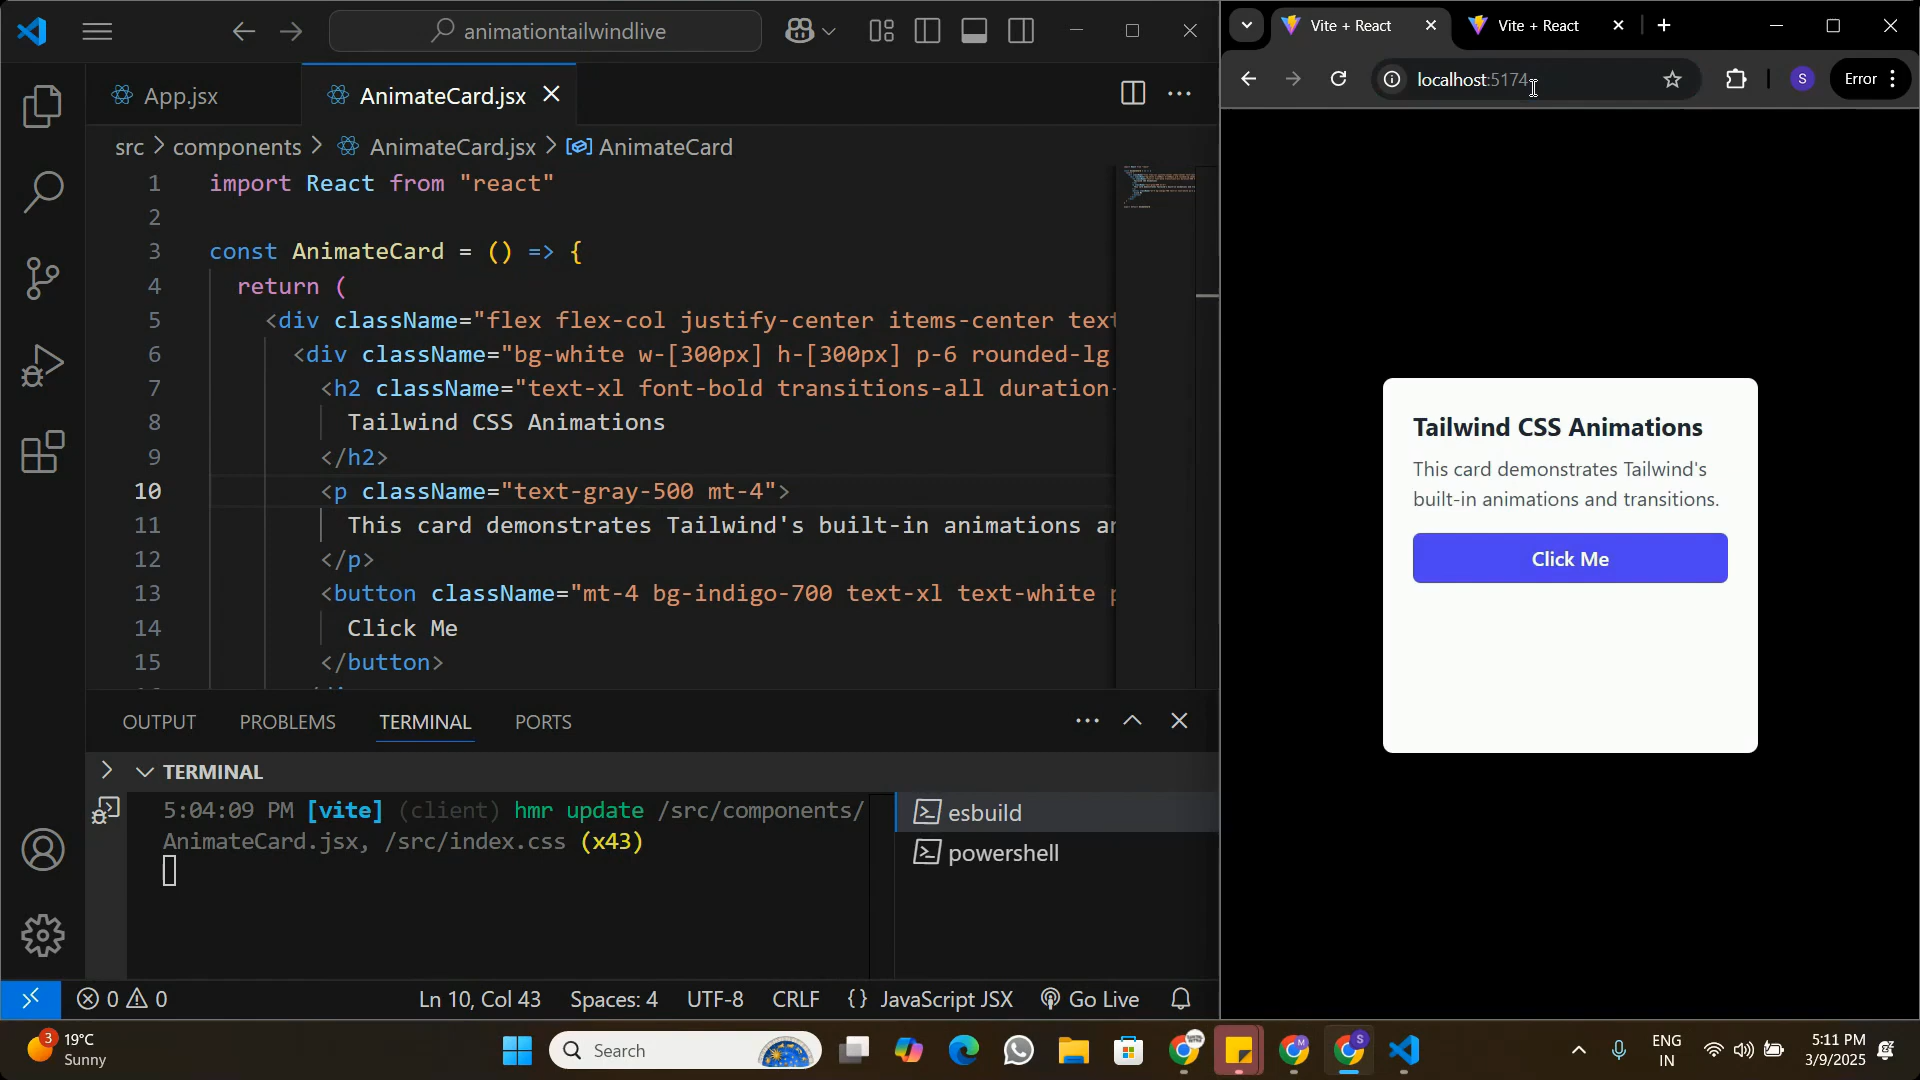 animationtailwindlive
App.jsx
AnimateCard.jsx
src > components > AnimateCard.jsx > AnimateCard
1 import React from "react"
2
3 const AnimateCard = () => {
4 return (
5 <div className="flex flex-col justify-center items-center text
6 <div className="bg-white w-[300px] h-[300px] p-6 rounded-lg
7 <h2 className="text-xl font-bold transitions-all duration-
8 Tailwind CSS Animations
9 </h2>
10 <p className="text-gray-500 mt-4">
11 This card demonstrates Tailwind's built-in animations an
12 </p>
13 <button className="mt-4 bg-indigo-700 text-xl text-white p
14 Click Me
15 </button>
OUTPUT PROBLEMS TERMINAL PORTS
TERMINAL
5:04:09 PM [vite] (client) hmr update /src/components/
AnimateCard.jsx, /src/index.css (x43)
esbuild
powershell
0 0
Ln 10, Col 43 Spaces: 4 UTF-8 CRLF {} JavaScript JSX Go Live
Vite + React
Vite + React
localhost:5174
S
Error
Tailwind CSS Animations
This card demonstrates Tailwind's
built-in animations and transitions.
Click Me
3
19°C
Sunny
Search
M
S
ENG
IN
5:11 PM
3/9/2025